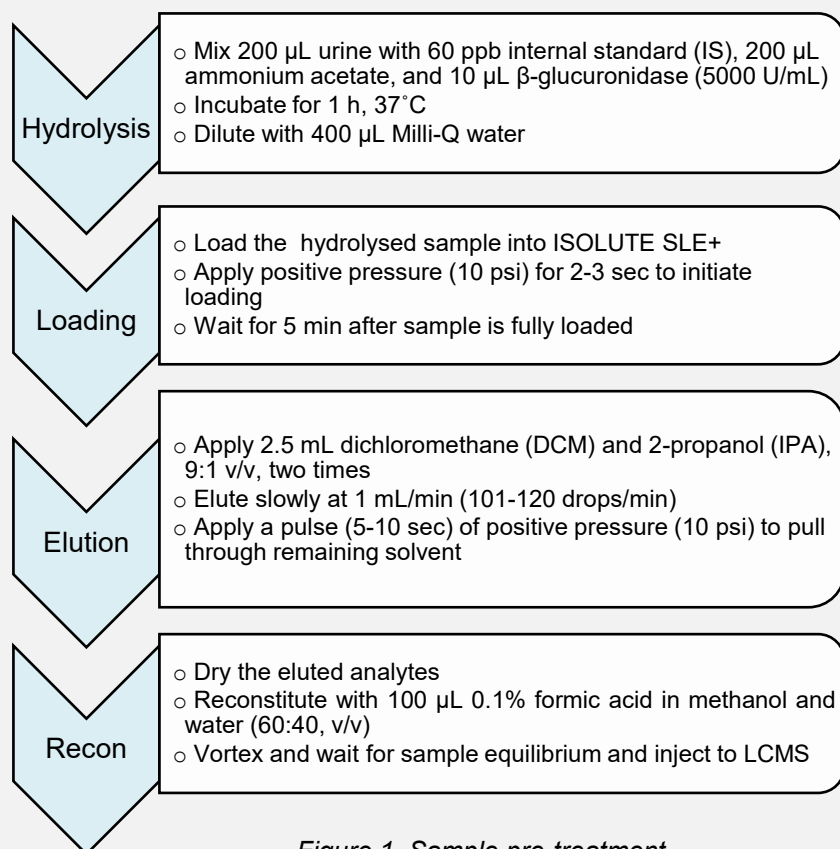 Hydrolysis
○ Mix 200 µL urine with 60 ppb internal standard (IS), 200 µL
ammonium acetate, and 10 µL β-glucuronidase (5000 U/mL)
○ Incubate for 1 h, 37˚C
○ Dilute with 400 µL Milli-Q water
Loading
○ Load the hydrolysed sample into ISOLUTE SLE+
○ Apply positive pressure (10 psi) for 2-3 sec to initiate
loading
○ Wait for 5 min after sample is fully loaded
Elution
○ Apply 2.5 mL dichloromethane (DCM) and 2-propanol (IPA),
9:1 v/v, two times
○ Elute slowly at 1 mL/min (101-120 drops/min)
○ Apply a pulse (5-10 sec) of positive pressure (10 psi) to pull
through remaining solvent
Recon
○ Dry the eluted analytes
○ Reconstitute with 100 µL 0.1% formic acid in methanol and
water (60:40, v/v)
○ Vortex and wait for sample equilibrium and inject to LCMS
Figure 1. Sample pre-treatment